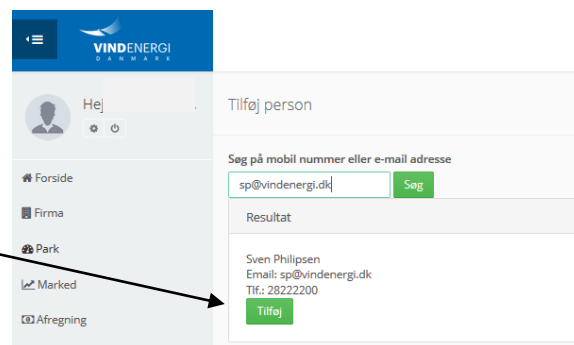 VINDENERGI
DANMARK
Hej
Tilføj person
Søg på mobil nummer eller e-mail adresse
sp@vindenergi.dk
Søg
Forside
Firma
Park
Marked
Afregning
Resultat
Sven Philipsen
Email: sp@vindenergi.dk
Tlf.: 28222200
Tilføj